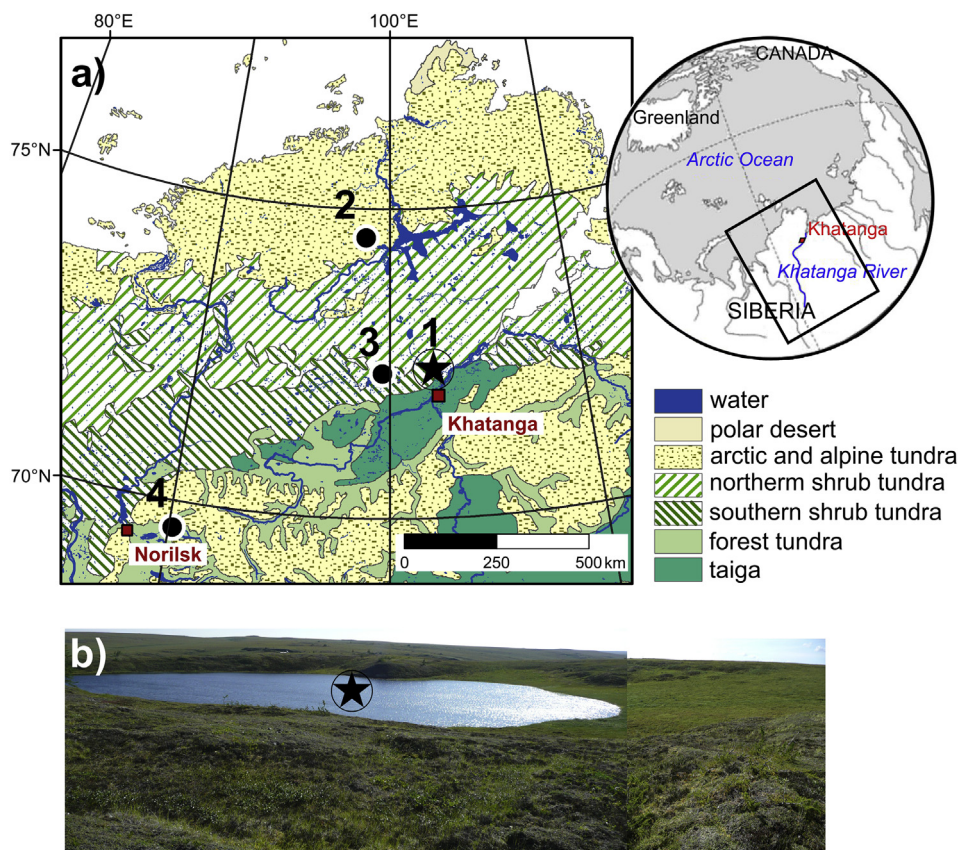 80°E
100°E
a)
75°N
70°N
2
3
1
4
Khatanga
Norilsk
0
250
500 km
CANADA
Greenland
Arctic Ocean
Khatanga
Khatanga River
SIBERIA
water
polar desert
arctic and alpine tundra
northerm shrub tundra
southern shrub tundra
forest tundra
taiga
b)